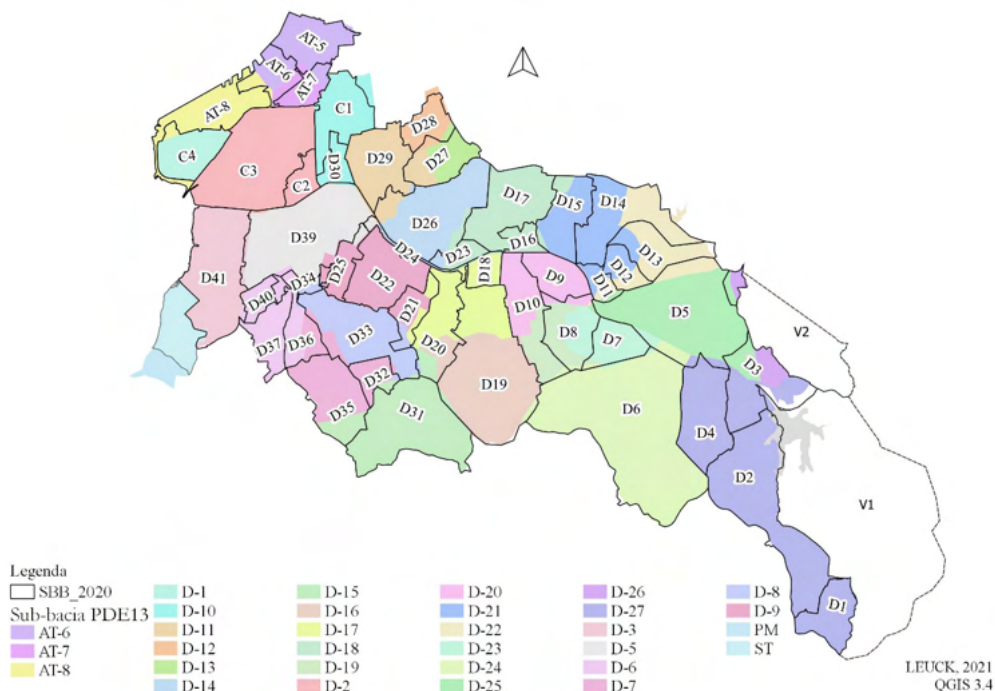 AT-5
AT-6
AT-7
AT-8
C1
D28
D27
D29
D30
C4
C3
C2
D17
D15
D14
D26
D16
D13
D39
D24
D23
D12
D41
D25
D22
D18
D9
D11
D34
D40
D21
D10
D5
V2
D37
D36
D33
D20
D8
D7
D3
D32
D19
D6
D35
D31
D4
D2
V1
D1
Legenda
SBB_2020
Sub-bacia PDE13
AT-6
AT-7
AT-8
D-1
D-10
D-11
D-12
D-13
D-14
D-15
D-16
D-17
D-18
D-19
D-2
D-20
D-21
D-22
D-23
D-24
D-25
D-26
D-27
D-3
D-5
D-6
D-7
D-8
D-9
PM
ST
LEUCK, 2021
QGIS 3.4